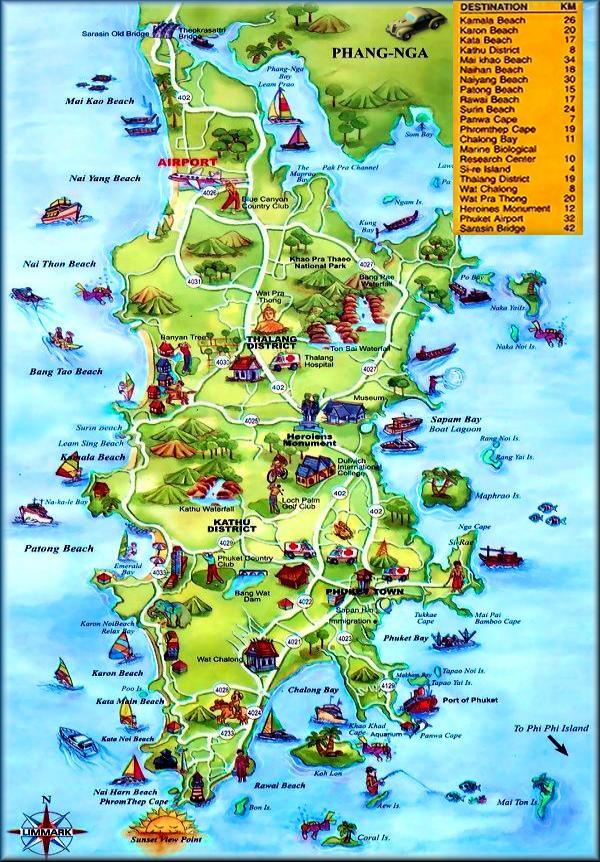 DESTINATION KM
Kamala Beach 26
Karon Beach 20
Kata Beach 17
Kathu District 8
Mai khao Beach 34
Naihan Beach 18
Naiyang Beach 30
Patong Beach 15
Rawai Beach 17
Surin Beach 24
Panwa Cape 7
Phromthep Cape 19
Chalong Bay 11
Marine Biological
Research Center 10
Si-re Island 4
Thalang District 19
Wat Chalong 8
Wat Pra Thong 20
Heroines Monument 12
Phuket Airport 32
Sarasin Bridge 42
Sarasin Old Bridge
Theokrasattri
Bridge
PHANG-NGA
Phang-Nga
Bay
Leam Prao
402
Mai Kao Beach
Som Bay
AIRPORT
The
Maprao
Bay
Pak Pra Channel
Nai Yang Beach
4026
Blue Canyon
Country Club
Ngam Is.
Kung
Bay
Nai Thon Beach
Khao Pra Thaeo
National Park
4027
4031
Bang Rae
Waterfall
Po Bay
Naka Yai Is.
Wat Pra
Thong
Banyan Tree
THALANG
DISTRICT
Ton Sai Waterfall
Naka Noi Is.
4030
Thalang
Hospital
4027
Bang Tao Beach
402
Museum
4025
Sapam Bay
Boat Lagoon
Surin Beach
Leam Sing Beach
Heroiens
Monument
Rang Noi Is.
Kamala Beach
Dulwich
International
College
Rang Yai Is.
Na-ka-le Bay
Loch Palm
Golf Club
402
402
Maphrao Is.
Kathu Waterfall
KATHU
DISTRICT
Nga Cape
Si-Rae
Patong Beach
4029
Emerald
Bay
4033
Phuket Country
Club
Bang Wat
Dam
PHUKET TOWN
4022
Sapan Hin
Immigration
Tukkae
Cape
Mai Pai
Bamboo Cape
Karon NoiBeach
Relax Bay
4021
4023
Phuket Bay
Wat Chalong
Karon Beach
Makham Bay
Tapao Noi Is.
Tapao Yai Is.
Poo Is.
4028
Chalong Bay
4129
Port of Phuket
Kata Main Beach
4024
Khao Khad
Cape
Aquarium
Panwa Cape
To Phi Phi Island
Kata Noi Beach
4233
Koh Lon
Nai Harn Beach
PhromThep Cape
Rawai Beach
Bon Is.
Aew Is.
Mai Ton Is.
N
LIMMARK
Sunset View Point
Coral Is.